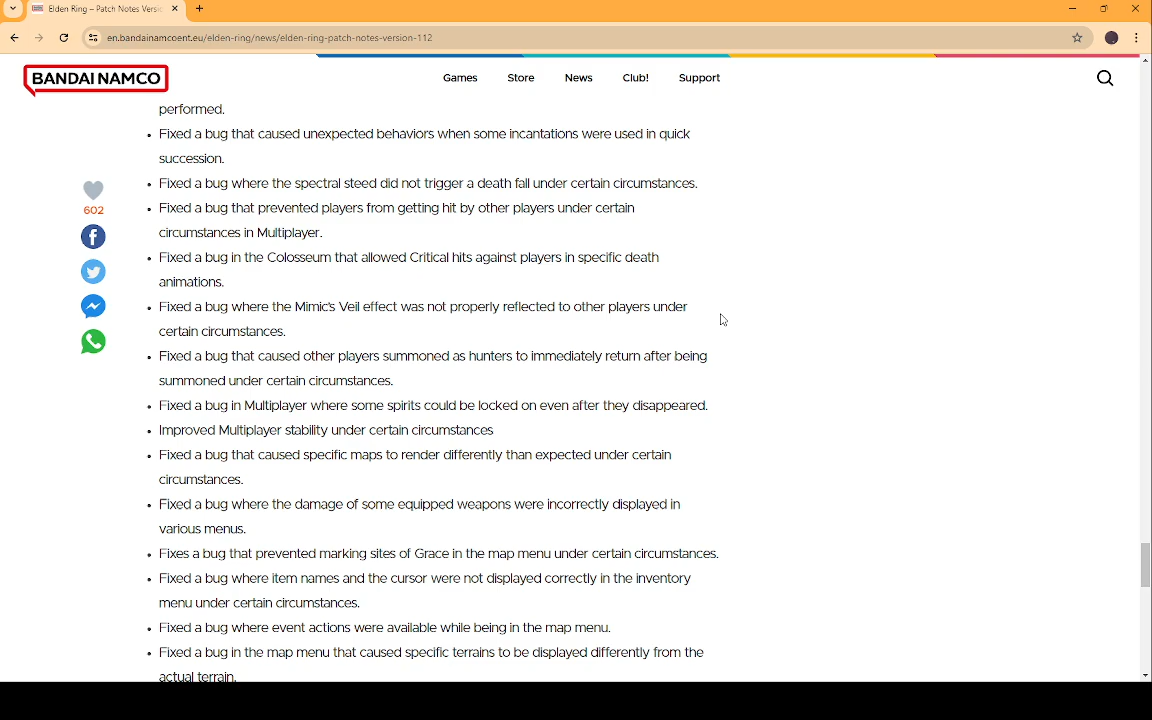 Elden Ring – Patch Notes Versic
en.bandainamcoent.eu/elden-ring/news/elden-ring-patch-notes-version-112
BANDAI NAMCO
Games Store News Club! Support
performed.
• Fixed a bug that caused unexpected behaviors when some incantations were used in quick
succession.
• Fixed a bug where the spectral steed did not trigger a death fall under certain circumstances.
602
• Fixed a bug that prevented players from getting hit by other players under certain
circumstances in Multiplayer.
• Fixed a bug in the Colosseum that allowed Critical hits against players in specific death
animations.
• Fixed a bug where the Mimic's Veil effect was not properly reflected to other players under
certain circumstances.
• Fixed a bug that caused other players summoned as hunters to immediately return after being
summoned under certain circumstances.
• Fixed a bug in Multiplayer where some spirits could be locked on even after they disappeared.
• Improved Multiplayer stability under certain circumstances
• Fixed a bug that caused specific maps to render differently than expected under certain
circumstances.
• Fixed a bug where the damage of some equipped weapons were incorrectly displayed in
various menus.
• Fixes a bug that prevented marking sites of Grace in the map menu under certain circumstances.
• Fixed a bug where item names and the cursor were not displayed correctly in the inventory
menu under certain circumstances.
• Fixed a bug where event actions were available while being in the map menu.
• Fixed a bug in the map menu that caused specific terrains to be displayed differently from the
actual terrain.